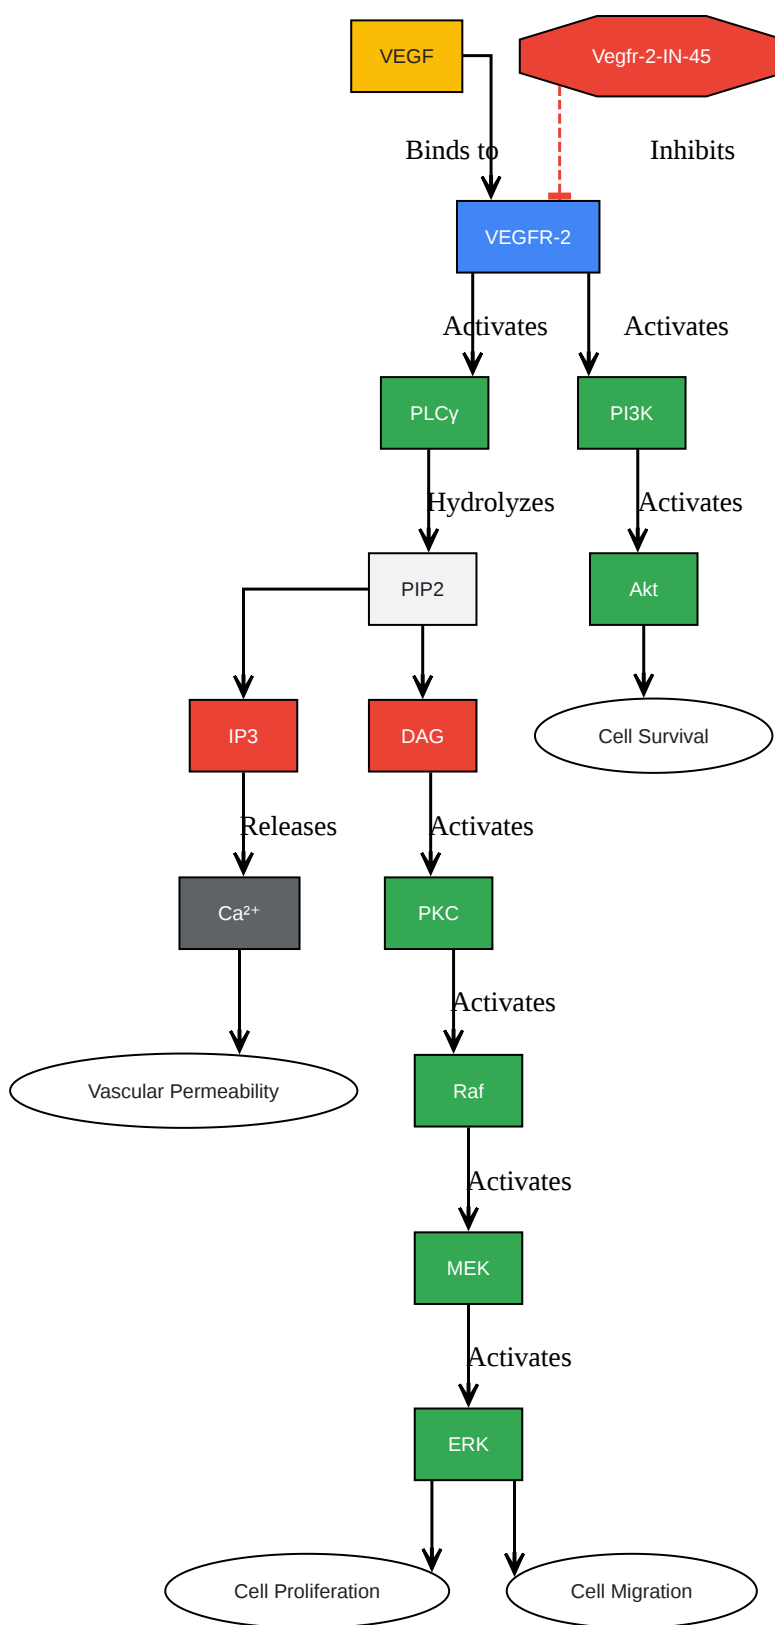 VEGF
Vegfr-2-IN-45
Binds to
Inhibits
VEGFR-2
Activates
Activates
PLCγ
PI3K
Hydrolyzes
Activates
PIP2
Akt
IP3
DAG
Cell Survival
Releases
Activates
Ca²⁺
PKC
Activates
Vascular Permeability
Raf
Activates
MEK
Activates
ERK
Cell Proliferation
Cell Migration